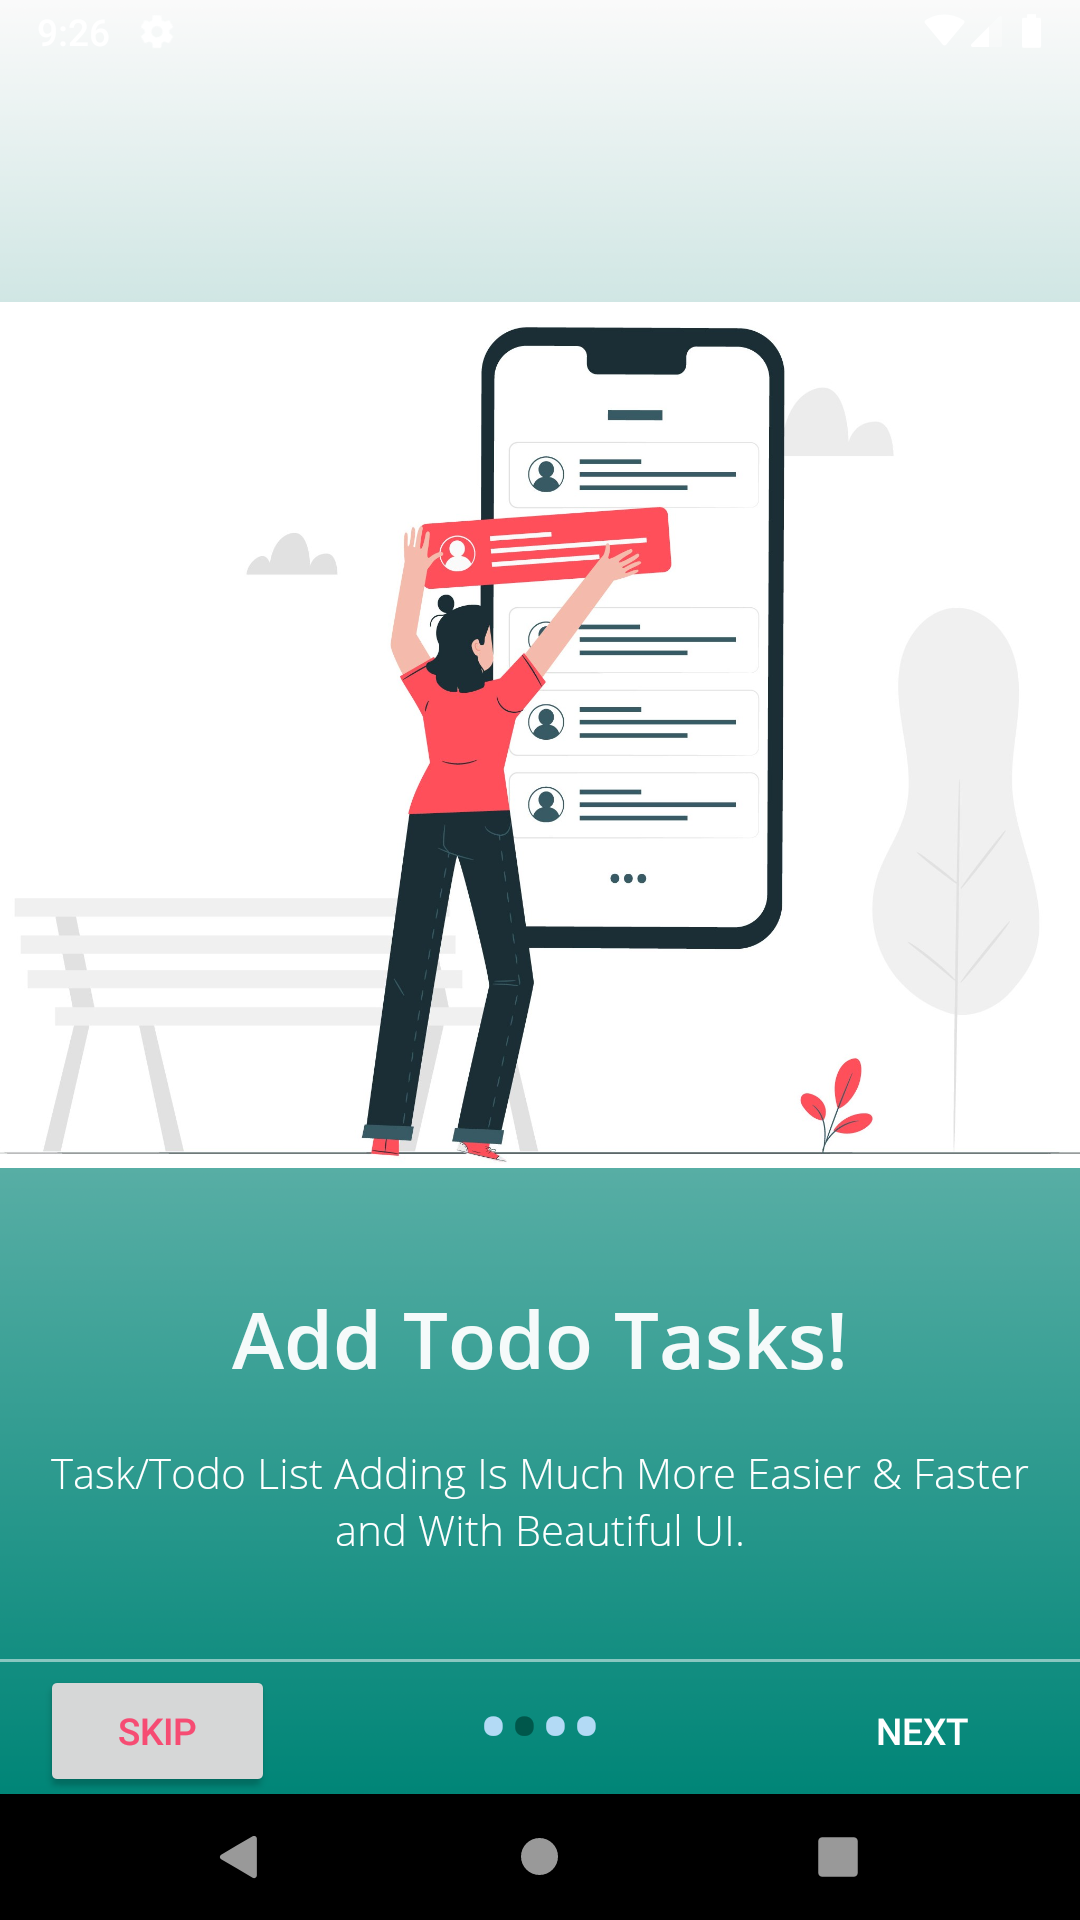 9:26
Add Todo Tasks!
Task/Todo List Adding Is Much More Easier & Faster
and With Beautiful UI.
SKIP
NEXT